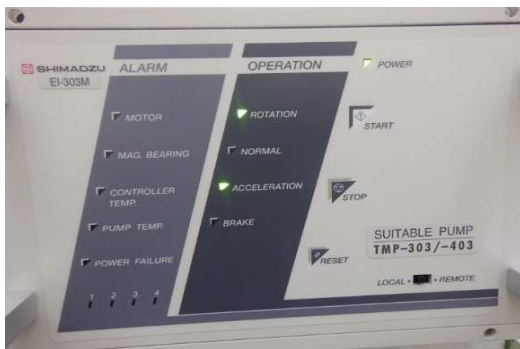 SHIMADZU
EI-303M
ALARM
MOTOR
MAG. BEARING
CONTROLLER
TEMP.
PUMP TEMP.
POWER FAILURE
1 2 3 4
OPERATION
ROTATION
NORMAL
ACCELERATION
BRAKE
POWER
START
STOP
RESET
SUITABLE PUMP
TMP-303/-403
LOCAL • • REMOTE